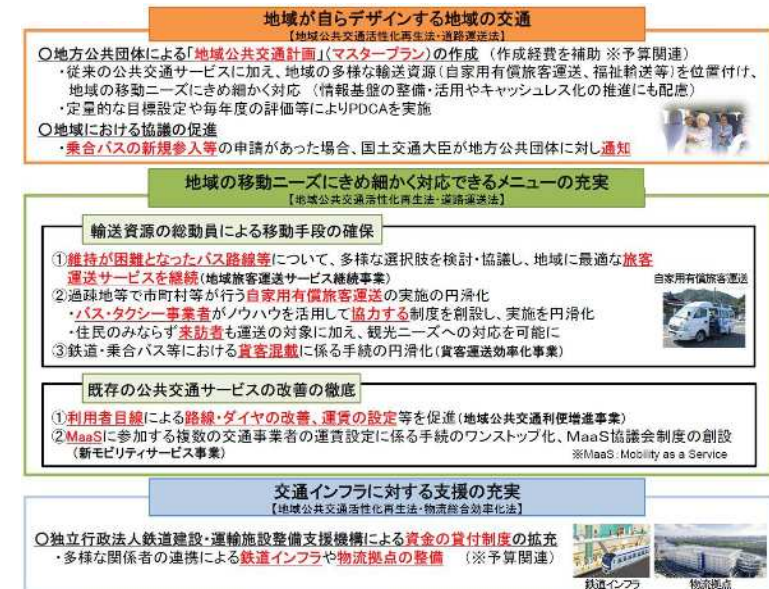 地域が自らデザインする地域の交通
【地域公共交通活性化再生法・道路運送法】
〇地方公共団体による「地域公共交通計画」(マスタープラン)の作成 (作成経費を補助 ※予算関連)
・従来の公共交通サービスに加え、地域の多様な輸送資源(自家用有償旅客運送、福祉輸送等)を位置付け、
地域の移動ニーズにきめ細かく対応 (情報基盤の整備・活用やキャッシュレス化の推進にも配慮)
・定量的な目標設定や毎年度の評価等によりPDCAを実施
〇地域における協議の促進
・乗合バスの新規参入等の申請があった場合、国土交通大臣が地方公共団体に対し通知
地域の移動ニーズにきめ細かく対応できるメニューの充実
【地域公共交通活性化再生法・道路運送法】
輸送資源の総動員による移動手段の確保
①維持が困難となったバス路線等について、多様な選択肢を検討・協議し、地域に最適な旅客
運送サービスを継続(地域旅客運送サービス継続事業)
自家用有償旅客運送
②過疎地等で市町村等が行う自家用有償旅客運送の実施の円滑化
・バス・タクシー事業者がノウハウを活用して協力する制度を創設し、実施を円滑化
・住民のみならず来訪者も運送の対象に加え、観光ニーズへの対応を可能に
③鉄道・乗合バス等における貨客混載に係る手続の円滑化(貨客運送効率化事業)
既存の公共交通サービスの改善の徹底
①利用者目線による路線・ダイヤの改善、運賃の設定等を促進(地域公共交通利便増進事業)
②MaaSに参加する複数の交通事業者の運賃設定に係る手続のワンストップ化、MaaS協議会制度の創設
(新モビリティサービス事業)
※MaaS:Mobility as a Service
交通インフラに対する支援の充実
【地域公共交通活性化再生法・物流総合効率化法】
〇独立行政法人鉄道建設・運輸施設整備支援機構による資金の貸付制度の拡充
・多様な関係者の連携による鉄道インフラや物流拠点の整備 (※予算関連)
鉄道インフラ
物流拠点